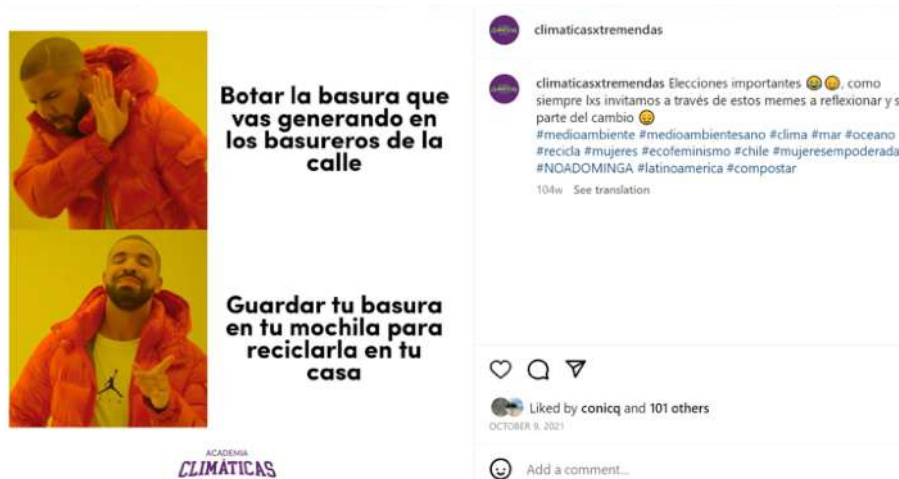 Botar la basura que
vas generando en
los basureros de la
calle
Guardar tu basura
en tu mochila para
reciclarla en tu
casa
ACADEMIA
CLIMÁTICAS
climaticasxtremendas
climaticasxtremendas Elecciones importantes 😂😞, como
siempre lxs invitamos a través de estos memes a reflexionar y s
parte del cambio 😊
#medioambiente #medioambientesano #clima #mar #oceano
#recicla #mujeres #ecofeminismo #chile #mujeresempoderada
#NOADOMINGA #latinoamerica #compostar
104w See translation
Liked by conicq and 101 others
OCTOBER 9, 2021
Add a comment...